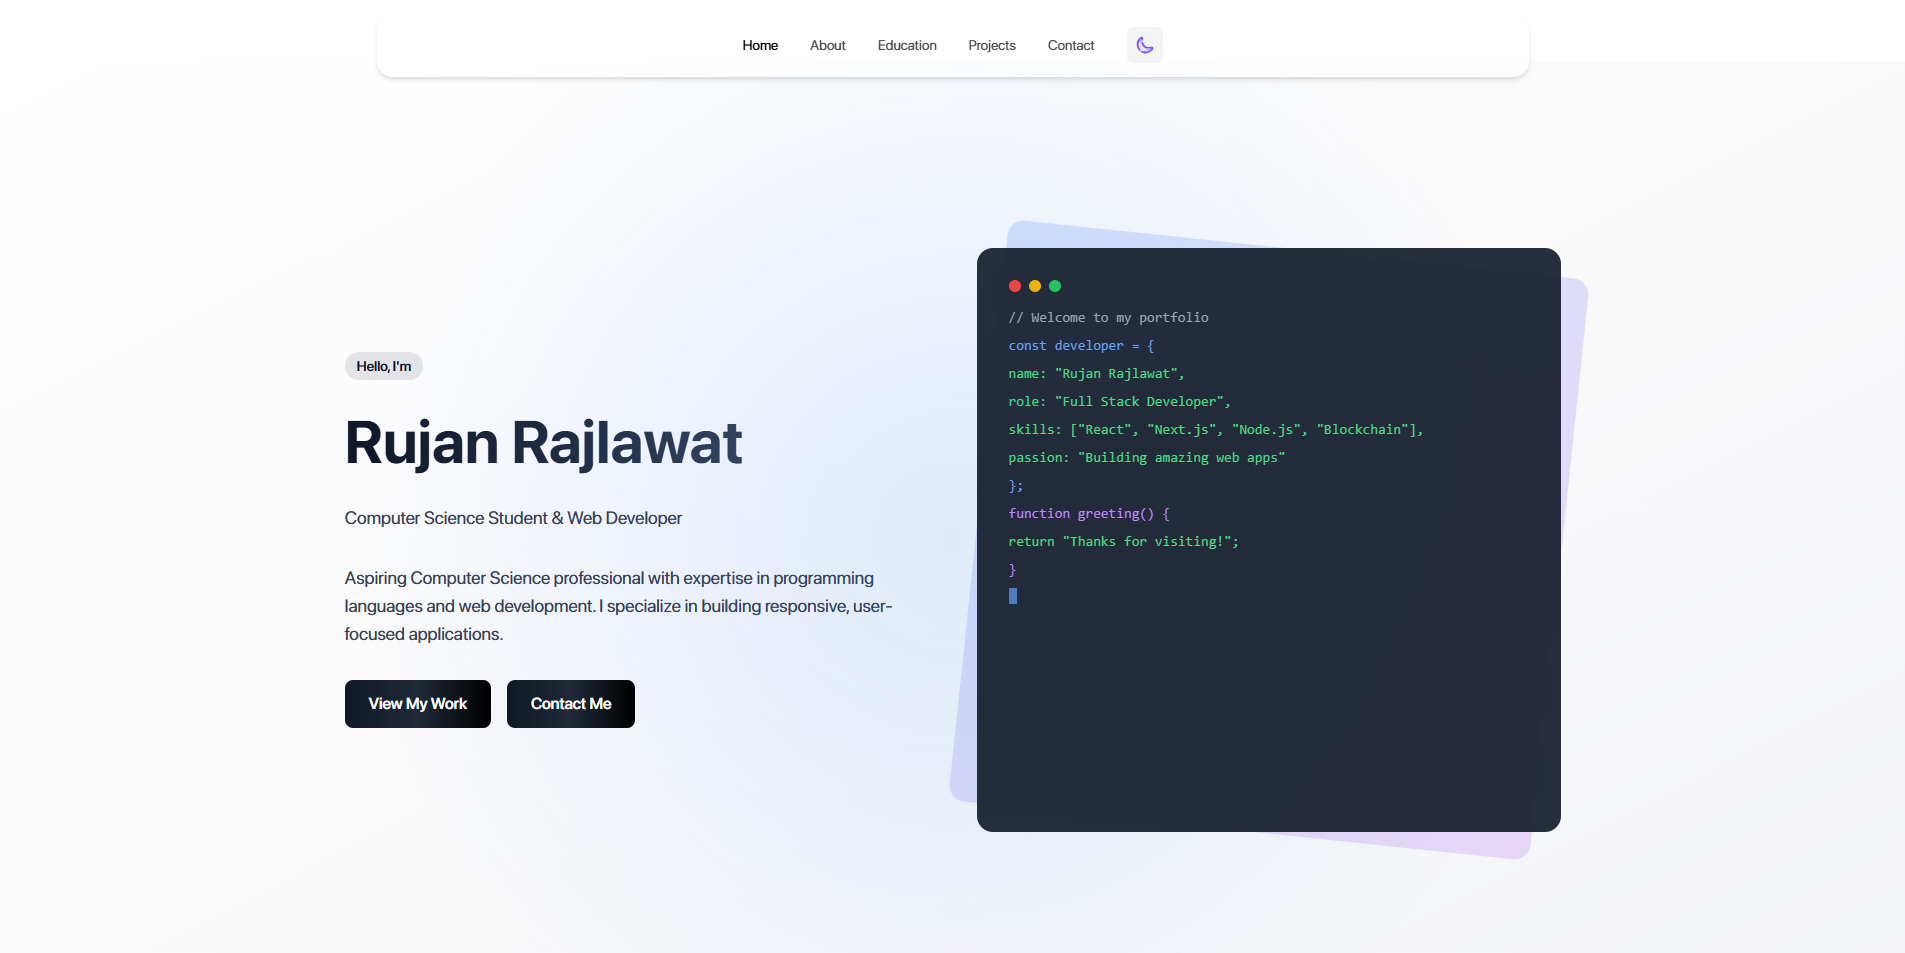 Home About Education Projects Contact
Hello, I'm
Rujan Rajlawat
Computer Science Student & Web Developer
Aspiring Computer Science professional with expertise in programming
languages and web development. I specialize in building responsive, user-
focused applications.
View My Work Contact Me
// Welcome to my portfolio
const developer = {
name: "Rujan Rajlawat",
role: "Full Stack Developer",
skills: ["React", "Next.js", "Node.js", "Blockchain"],
passion: "Building amazing web apps"
};
function greeting() {
return "Thanks for visiting!";
}